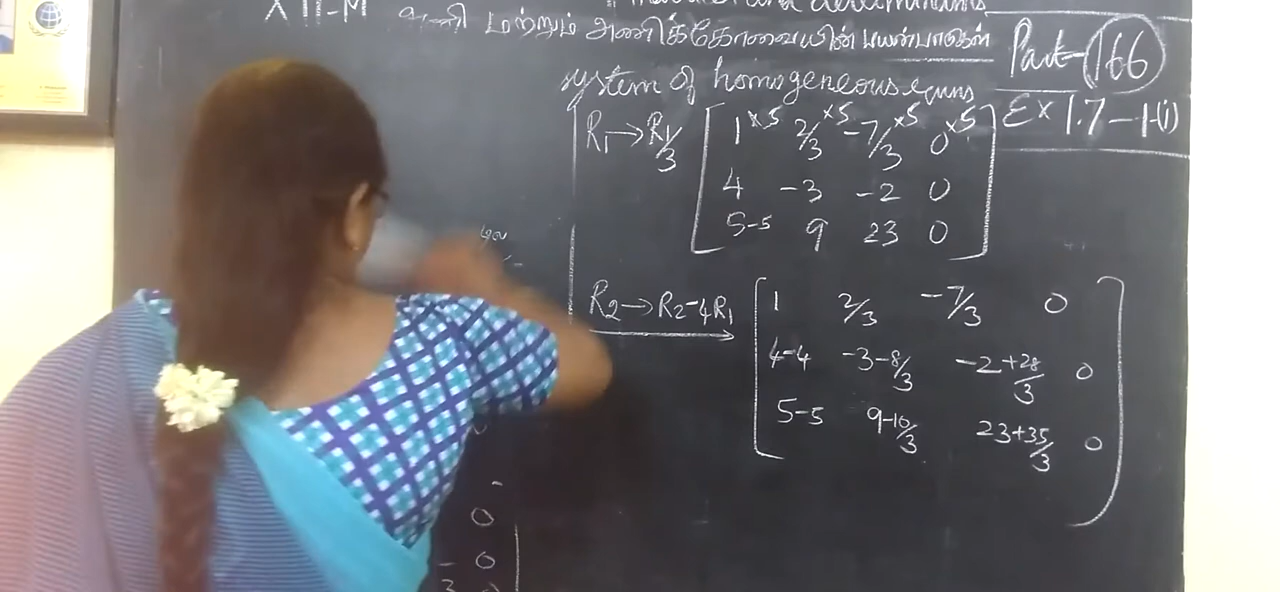 XII-M
அணி மற்றும் அணிக்கோவையின் பயன்பாடுகள்
system of homogeneous equns
Part-166
Ex 1.7-1-(i)
R₁→R₁/3
1×5 2/3×5 -7/3×5 0×5
4 -3 -2 0
5-5 9 23 0
R₂→R₂-4R₁
1 2/3 -7/3 0
4-4 -3-8/3 -2+28/3 0
5-5 9-10/3 23+35/3 0
0
0